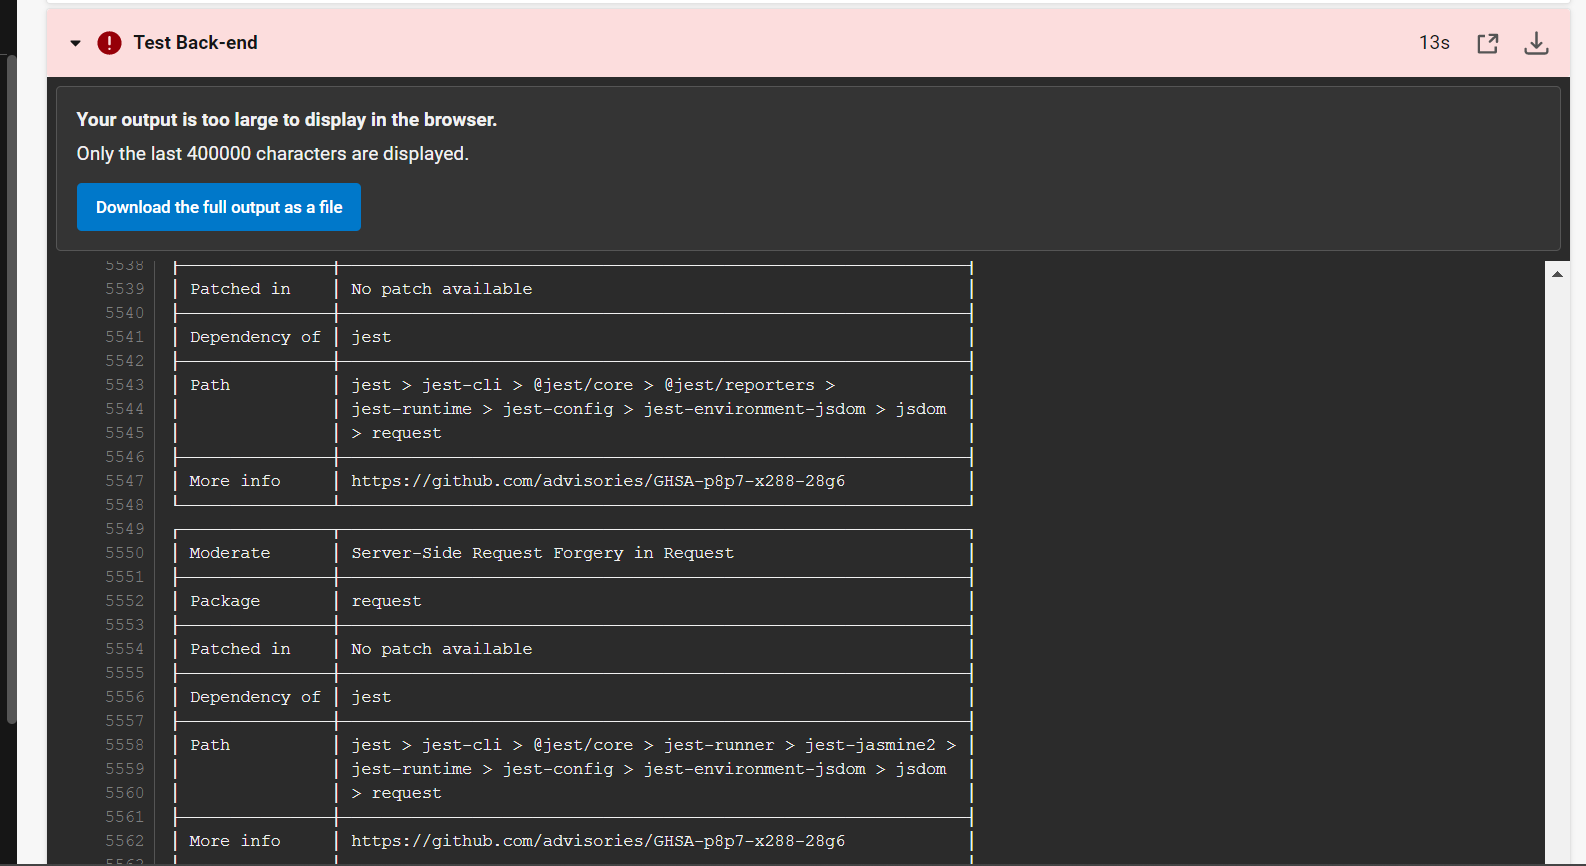 Test Back-end
13s
Your output is too large to display in the browser.
Only the last 400000 characters are displayed.
Download the full output as a file
5538
5539 Patched in No patch available
5540
5541 Dependency of jest
5542
5543 Path jest > jest-cli > @jest/core > @jest/reporters >
5544 jest-runtime > jest-config > jest-environment-jsdom > jsdom
5545 > request
5546
5547 More info https://github.com/advisories/GHSA-p8p7-x288-28g6
5548
5549
5550 Moderate Server-Side Request Forgery in Request
5551
5552 Package request
5553
5554 Patched in No patch available
5555
5556 Dependency of jest
5557
5558 Path jest > jest-cli > @jest/core > jest-runner > jest-jasmine2 >
5559 jest-runtime > jest-config > jest-environment-jsdom > jsdom
5560 > request
5561
5562 More info https://github.com/advisories/GHSA-p8p7-x288-28g6
5563